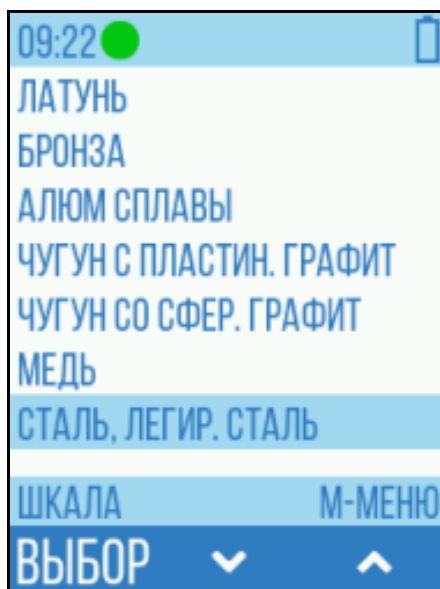 09:22
ЛАТУНЬ
БРОНЗА
АЛЮМ СПЛАВЫ
ЧУГУН С ПЛАСТИН. ГРАФИТ
ЧУГУН СО СФЕР. ГРАФИТ
МЕДЬ
СТАЛЬ, ЛЕГИР. СТАЛЬ
ШКАЛА М-МЕНЮ
ВЫБОР